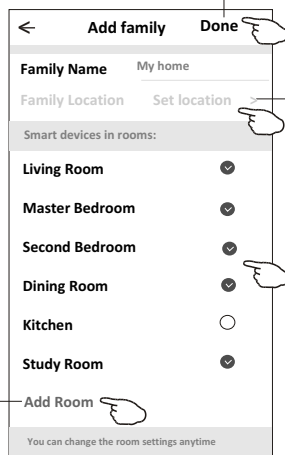 ← Add family Done
Family Name My home
Family Location Set location >
Smart devices in rooms:
Living Room
Master Bedroom
Second Bedroom
Dining Room
Kitchen
Study Room
Add Room
You can change the room settings anytime